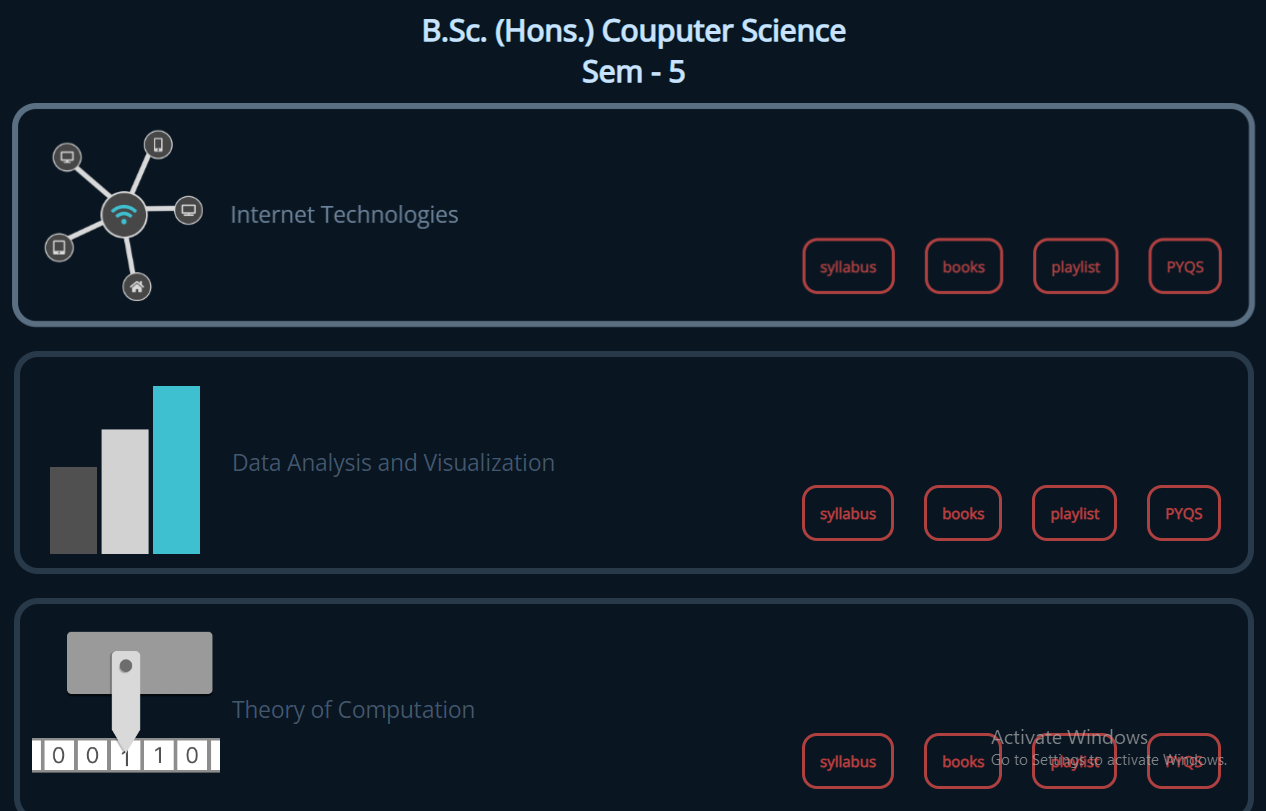 B.Sc. (Hons.) Couputer Science
Sem - 5
Internet Technologies
syllabus books playlist PYQS
Data Analysis and Visualization
syllabus books playlist PYQS
Theory of Computation
0 0 1 1 0
syllabus books playlist PYQS
Activate Windows
Go to Settings to activate Windows.